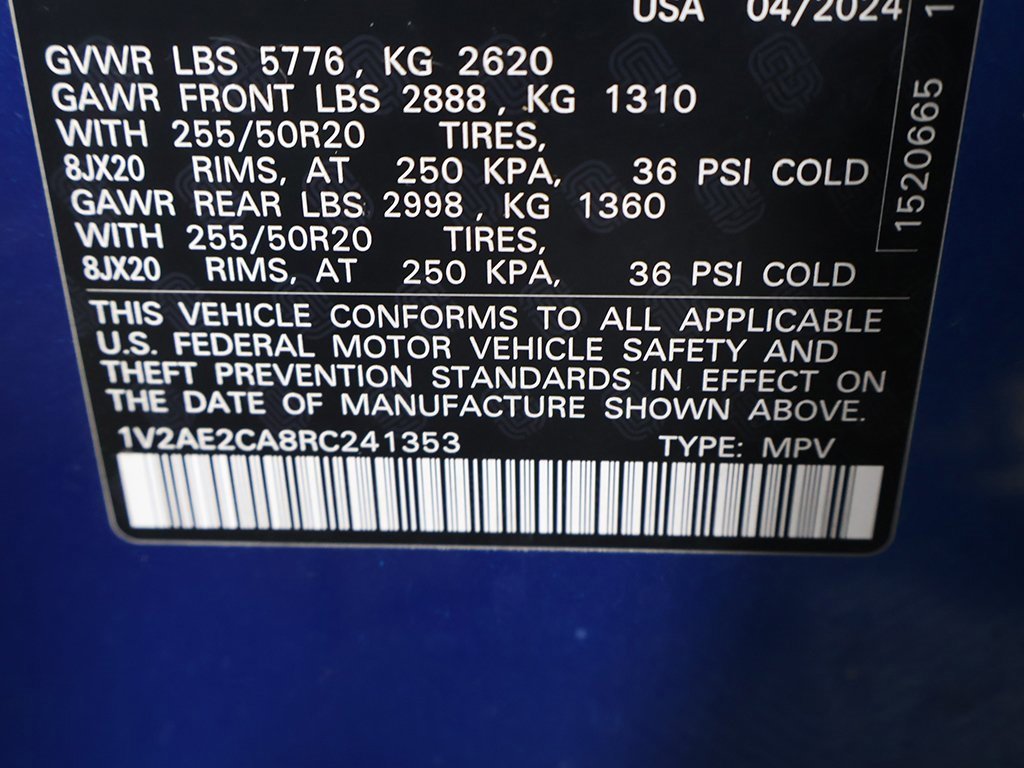 USA 04/2024
GVWR LBS 5776, KG 2620
GAWR FRONT LBS 2888, KG 1310
WITH 255/50R20 TIRES,
8JX20 RIMS, AT 250 KPA, 36 PSI COLD
GAWR REAR LBS 2998, KG 1360
WITH 255/50R20 TIRES,
8JX20 RIMS, AT 250 KPA, 36 PSI COLD
THIS VEHICLE CONFORMS TO ALL APPLICABLE
U.S. FEDERAL MOTOR VEHICLE SAFETY AND
THEFT PREVENTION STANDARDS IN EFFECT ON
THE DATE OF MANUFACTURE SHOWN ABOVE.
1V2AE2CA8RC241353 TYPE: MPV
1520665